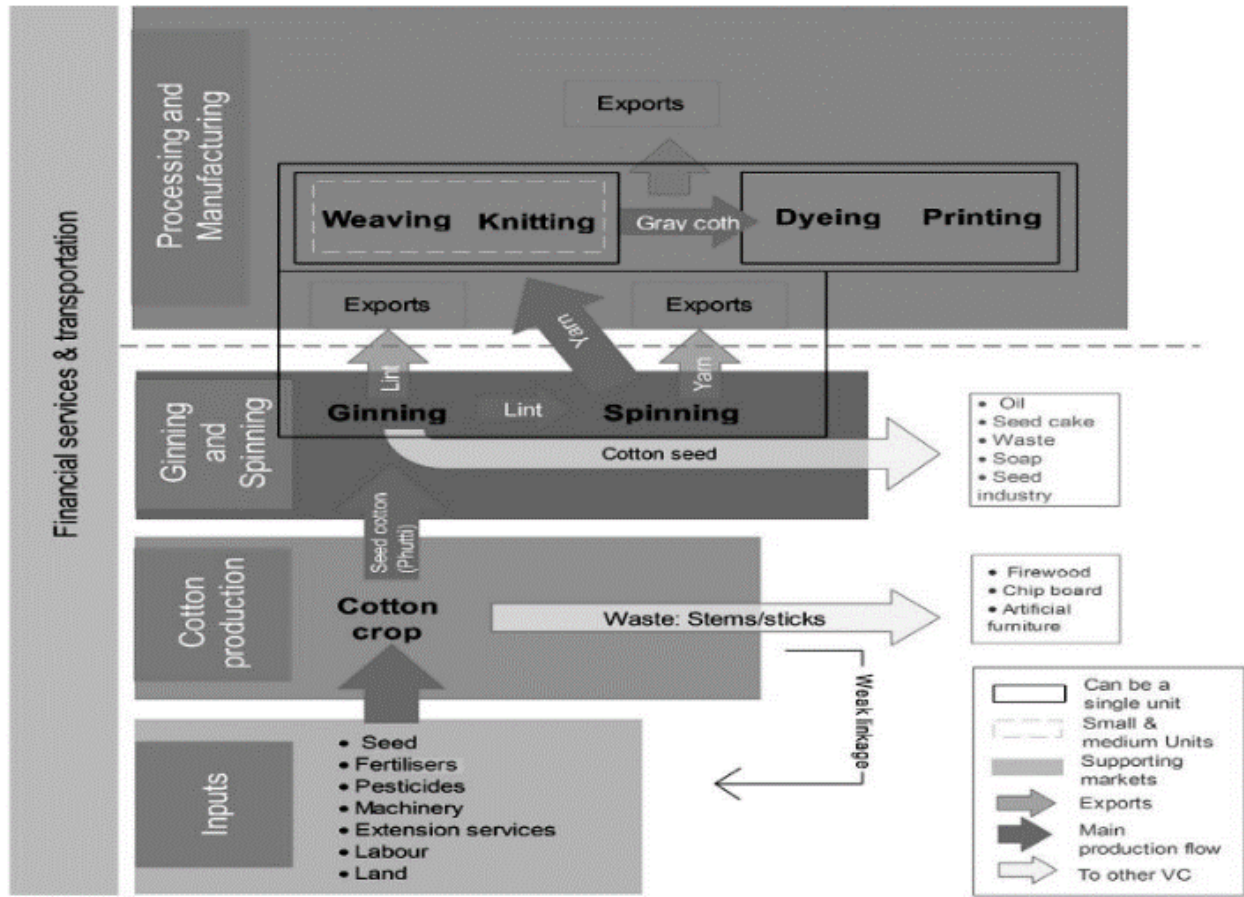 Financial services & transportation
Processing and
Manufacturing
Exports
Weaving Knitting
Gray coth
Dyeing Printing
Exports
Exports
Lint
Yarn
Yarn
Ginning
and
Spinning
Ginning
Lint
Spinning
Cotton seed
• Oil
• Seed cake
• Waste
• Soap
• Seed
industry
Seed cotton
(Phutti)
Cotton
production
Cotton
crop
Waste: Stems/sticks
• Firewood
• Chip board
• Artificial
furniture
Weak linkage
Inputs
• Seed
• Fertilisers
• Pesticides
• Machinery
• Extension services
• Labour
• Land
Can be a
single unit
Small &
medium Units
Supporting
markets
Exports
Main
production flow
To other VC